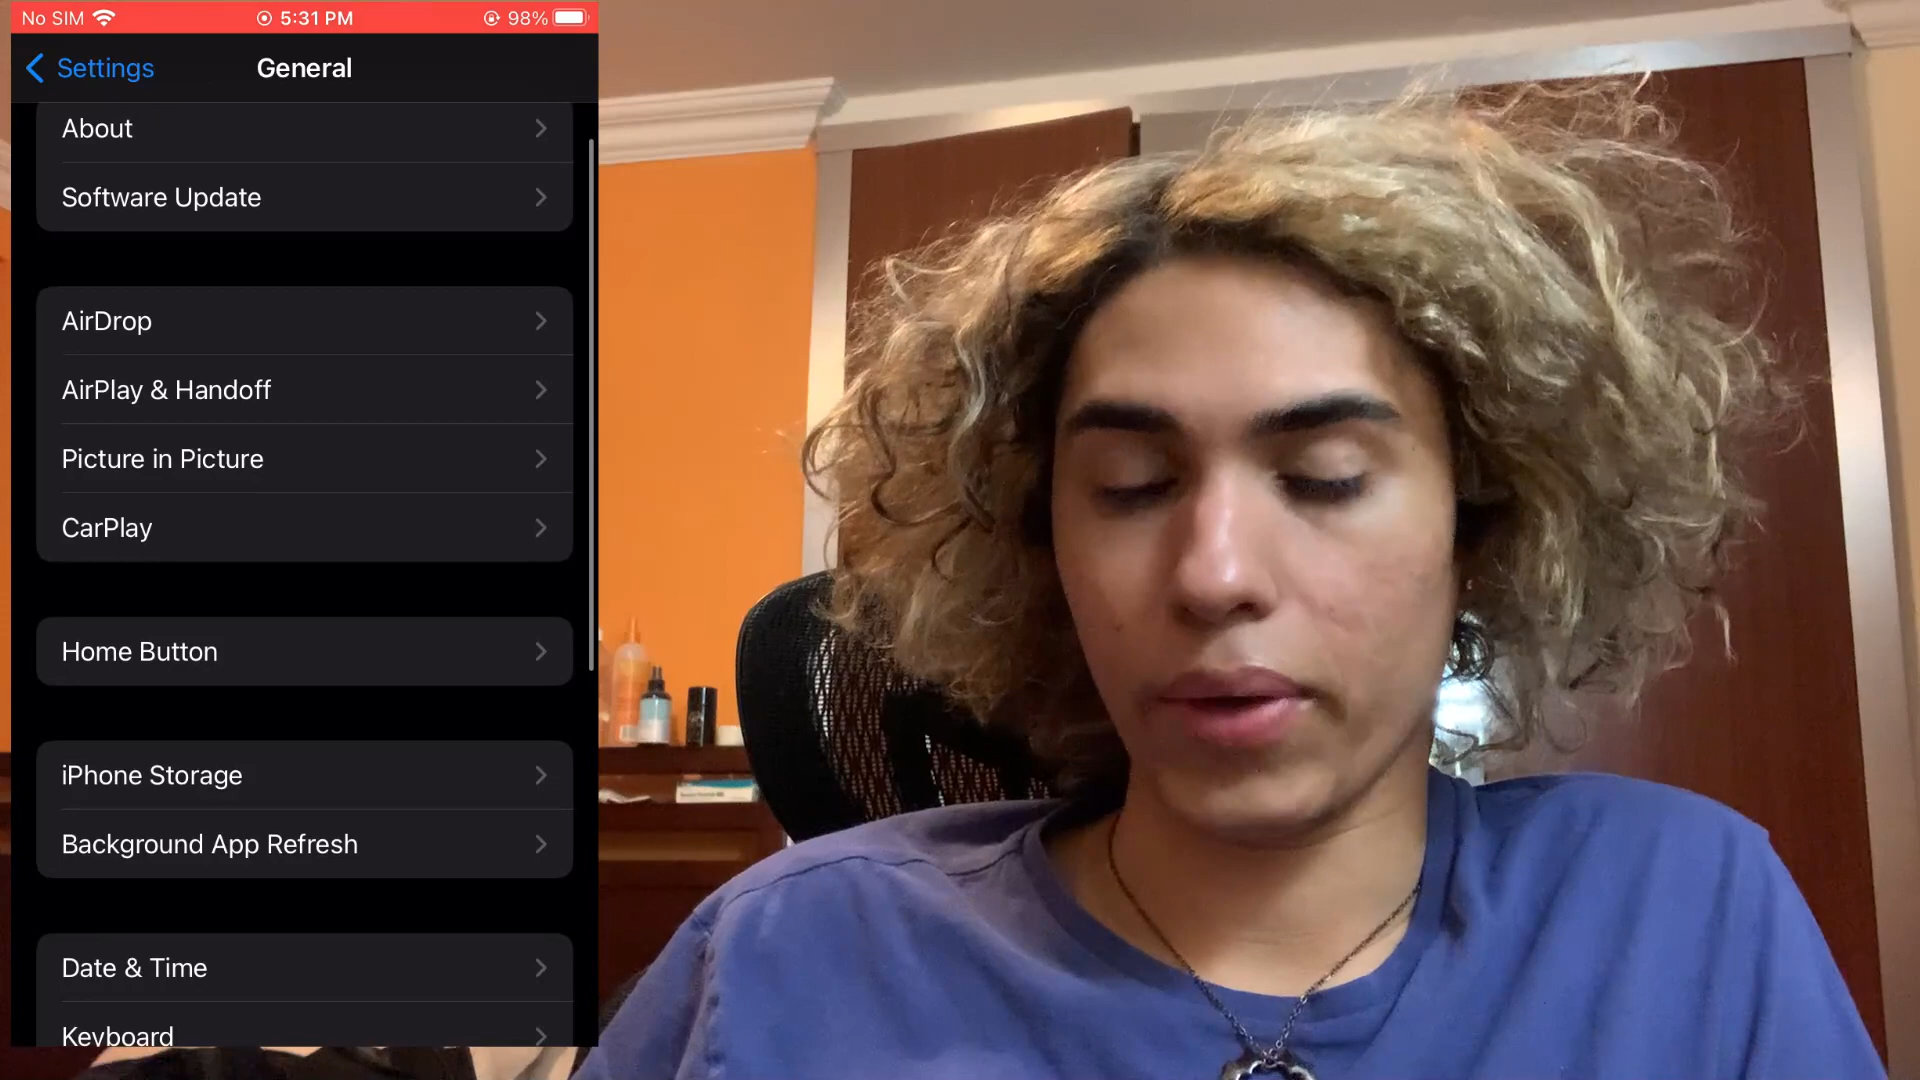 No SIM 5:31 PM 98%
Settings General
About
Software Update
AirDrop
AirPlay & Handoff
Picture in Picture
CarPlay
Home Button
iPhone Storage
Background App Refresh
Date & Time
Keyboard